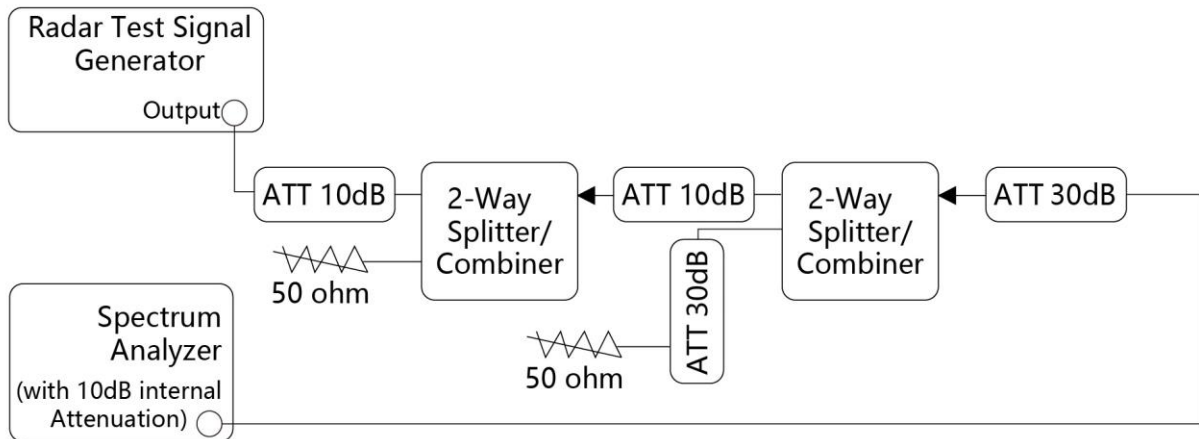 Radar Test Signal
Generator
Output
ATT 10dB
2-Way
Splitter/
Combiner
ATT 10dB
2-Way
Splitter/
Combiner
ATT 30dB
50 ohm
ATT 30dB
50 ohm
Spectrum
Analyzer
(with 10dB internal
Attenuation)